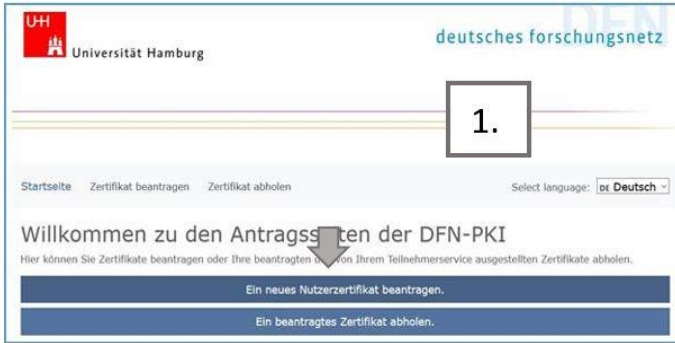 UH
DFN
Universität Hamburg
deutsches forschungsnetz
1.
Startseite Zertifikat beantragen Zertifikat abholen
Select language: DE Deutsch
Willkommen zu den ten der DFN-PKI
Hier können Sie Zertifikate beantragen oder Ihre beantragten von Ihrem Teilnehmerservice ausgestellten Zertifikate abholen.
Ein neues Nutzerzertifikat beantragen.
Ein beantragtes Zertifikat abholen.